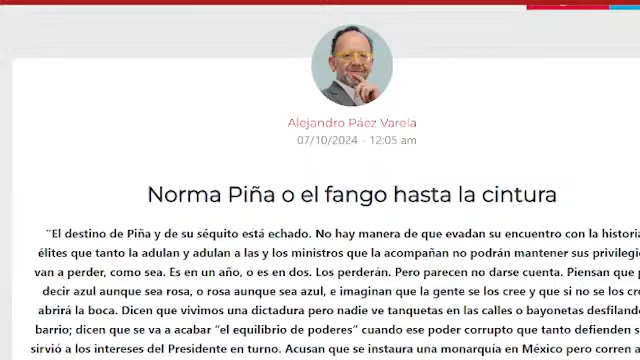 Alejandro Páez Varela
07/10/2024 - 12:05 am
Norma Piña o el fango hasta la cintura
"El destino de Piña y de su séquito está echado. No hay manera de que evadan su encuentro con la historia
élites que tanto la adulan y adulan a las y los ministros que la acompañan no podrán mantener sus privilegi
van a perder, como sea. Es en un año, o es en dos. Los perderán. Pero parecen no darse cuenta. Piensan que p
decir azul aunque sea rosa, o rosa aunque sea azul, e imaginan que la gente se los cree y que si no se los cre
abrirá la boca. Dicen que vivimos una dictadura pero nadie ve tanquetas en las calles o bayonetas desfiland
barrio; dicen que se va a acabar "el equilibrio de poderes" cuando ese poder corrupto que tanto defienden s
sirvió a los intereses del Presidente en turno. Acusan que se instaura una monarquía en México pero corren a